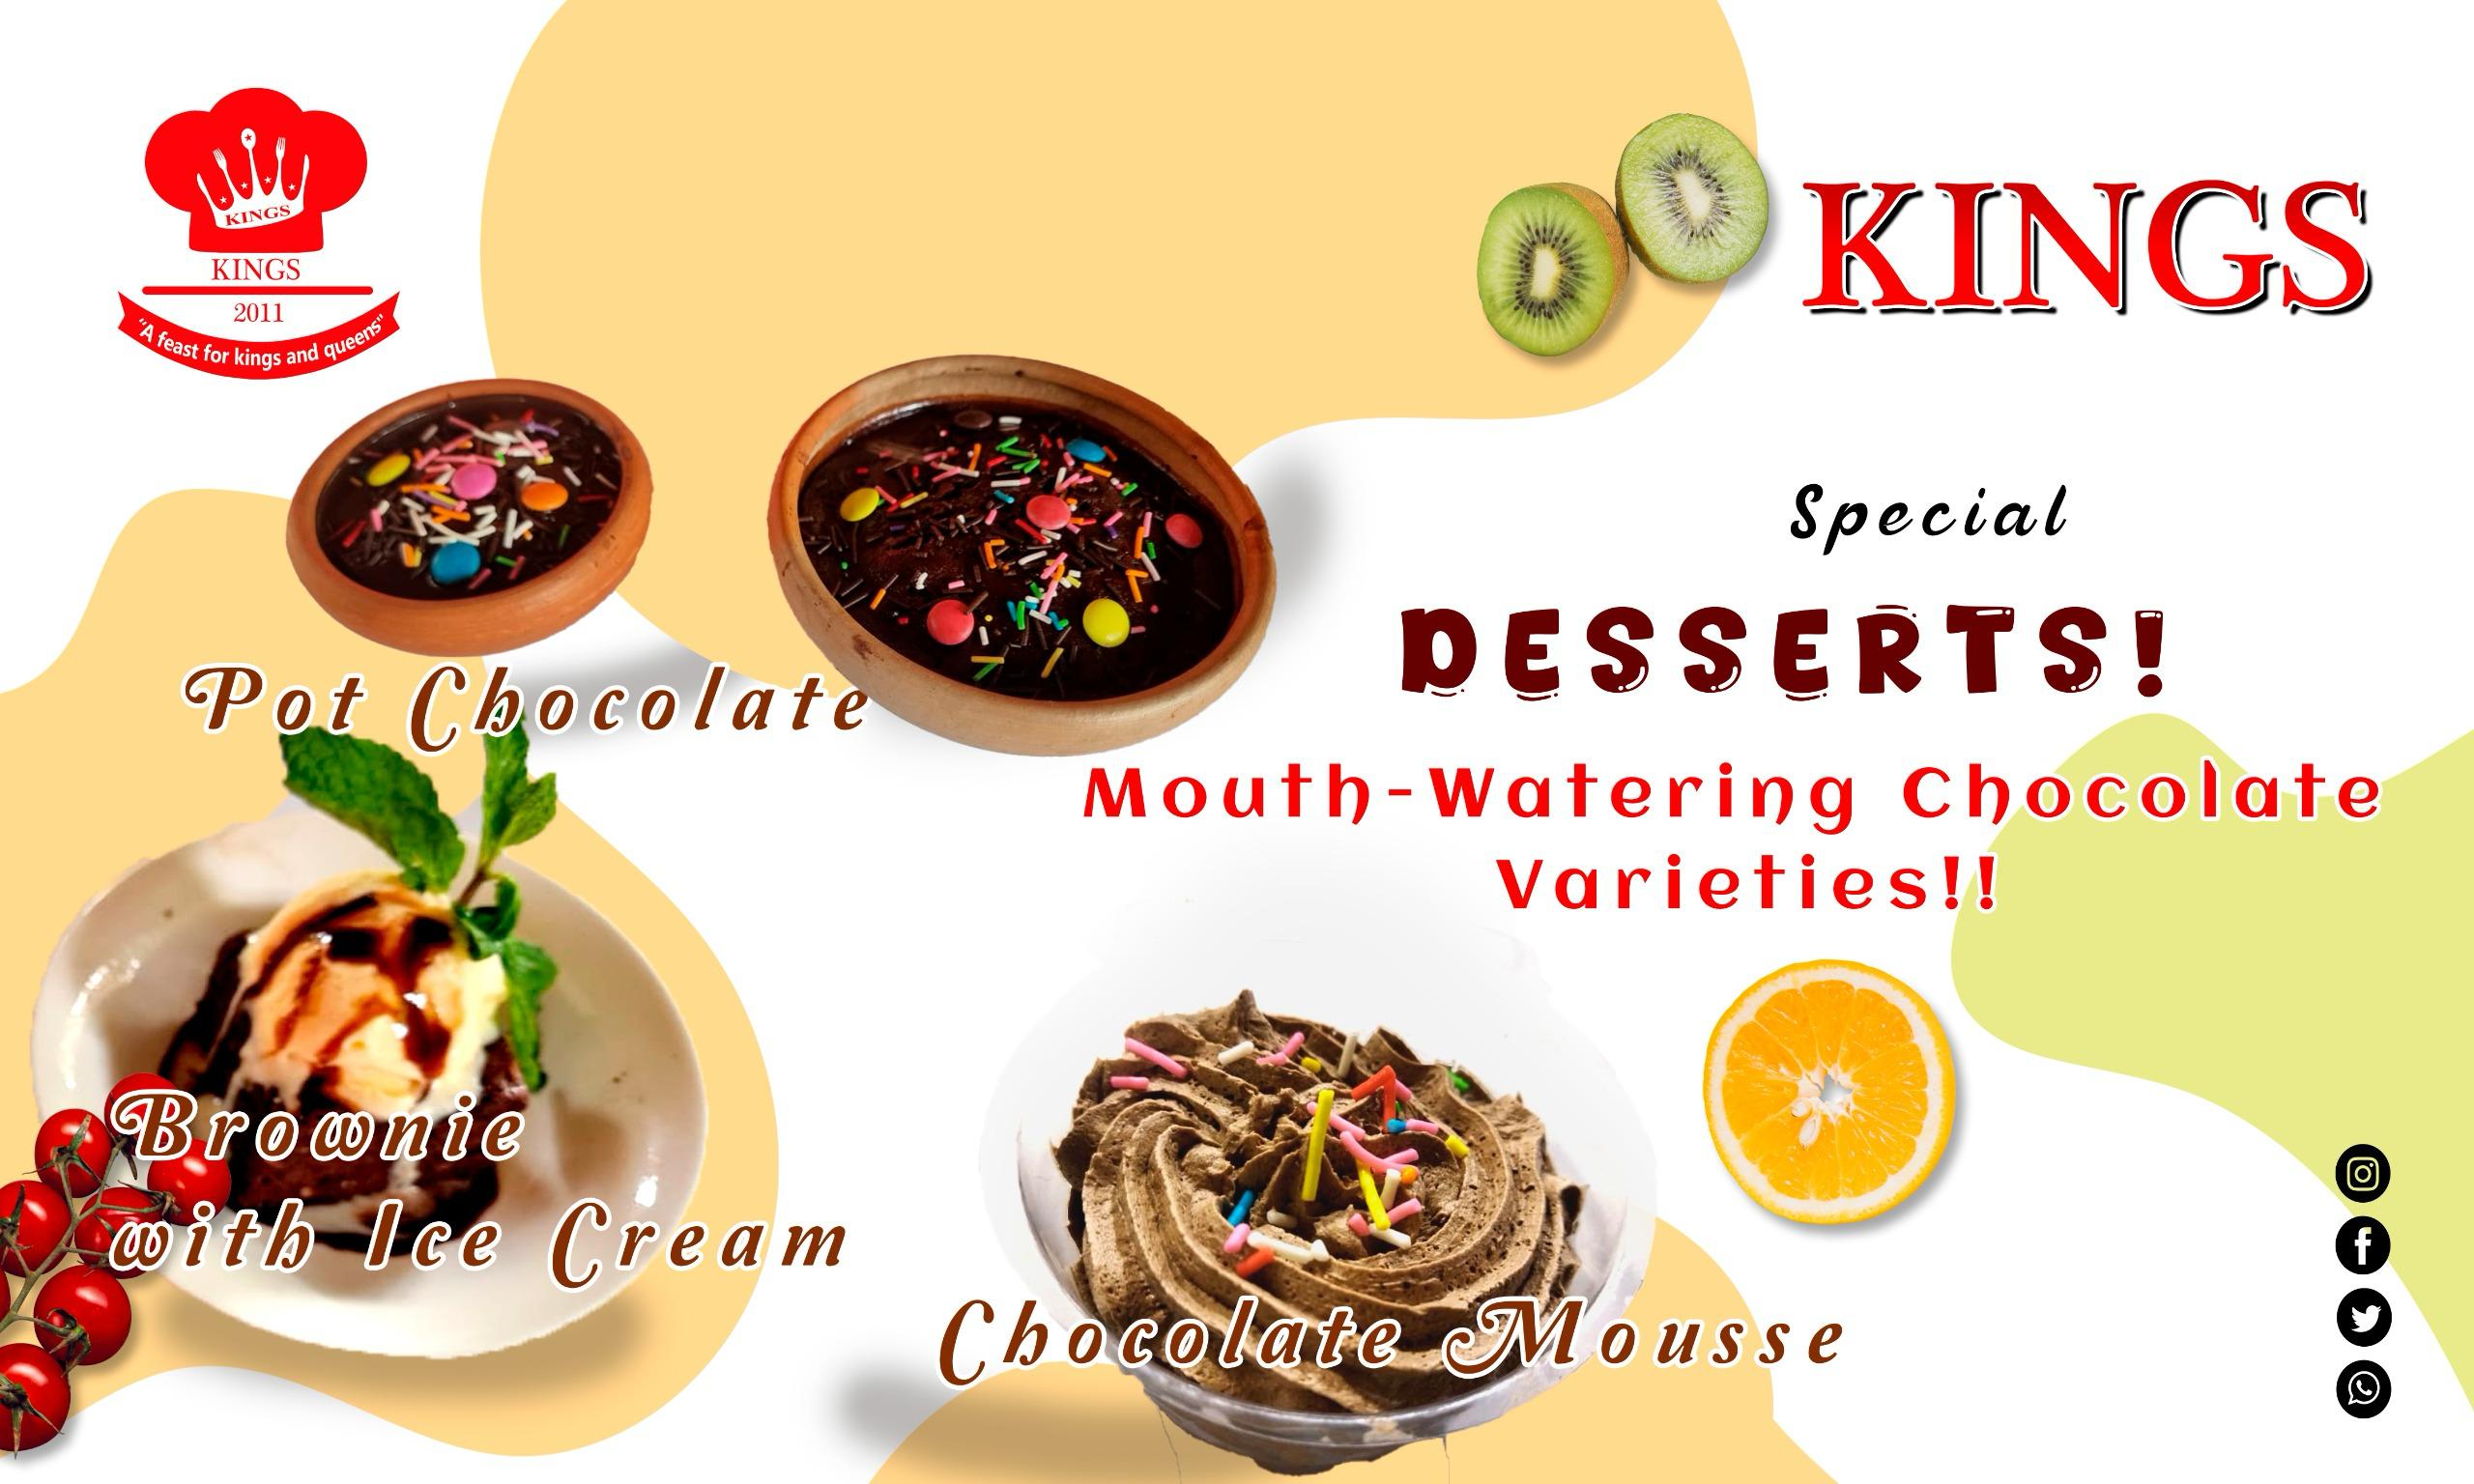 KINGS
KINGS
2011
"A feast for kings and queens"
KINGS
Special
DESSERTS!
Mouth-Watering Chocolate
Varieties!!
Pot Chocolate
Brownie
with Ice Cream
Chocolate Mousse